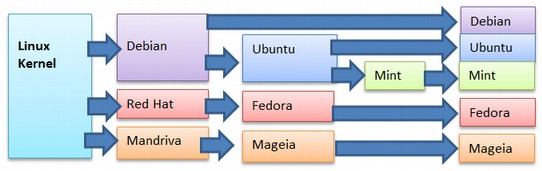 Linux
Kernel
Debian
Ubuntu
Mint
Debian
Ubuntu
Mint
Red Hat
Fedora
Fedora
Mandriva
Mageia
Mageia